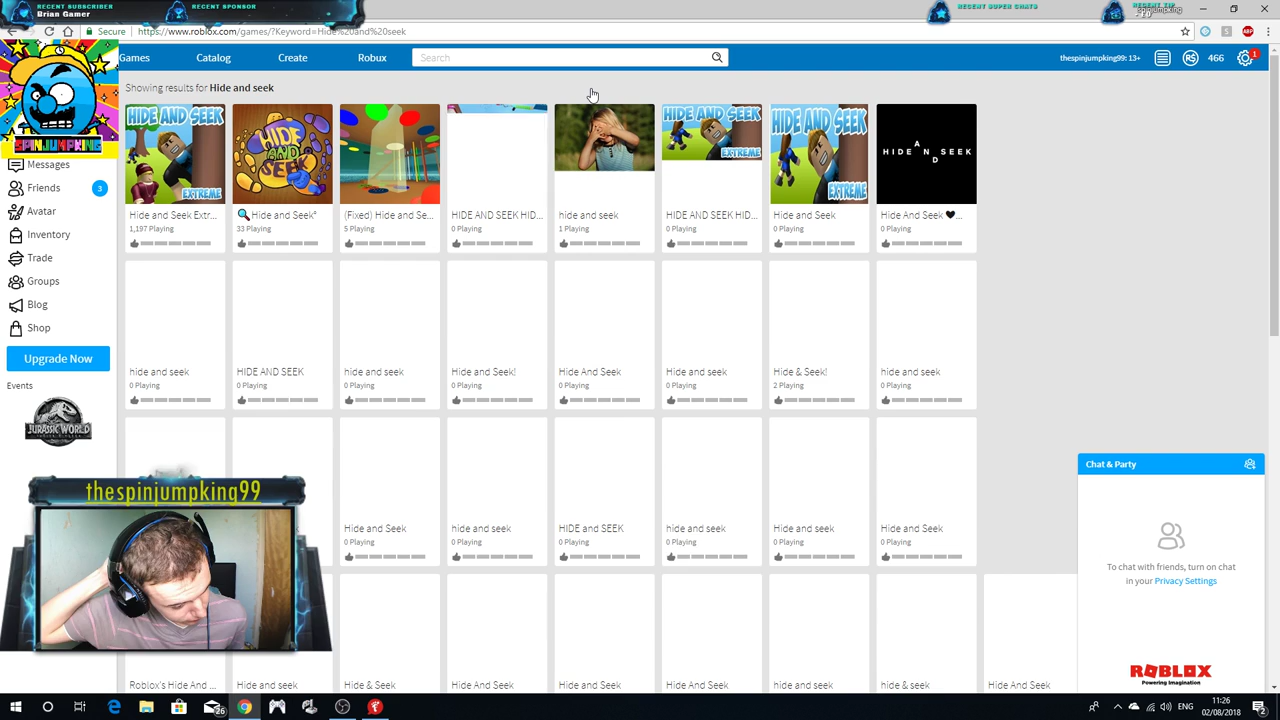 RECENT SUBSCRIBER
Brian Gamer
RECENT SPONSOR
RECENT SUPER CHATS
RECENT TIP
Secure
https://www.roblox.com/games/?Keyword=Hide%20and%20seek
Games
Catalog
Create
Robux
Search
thespinjumpking99: 13+
R$
466
1
SPINJUMPKING
Messages
Friends
3
Avatar
Inventory
Trade
Groups
Blog
Shop
Upgrade Now
Events
JURASSIC WORLD
Showing results for Hide and seek
HIDE AND SEEK
EXTREME
HIDE AND SEEK
HIDE AND SEEK
EXTREME
HIDE AND SEEK
EXTREME
A
HIDE N SEEK
D
Hide and Seek Extr...
1,197 Playing
🔍Hide and Seek°
33 Playing
(Fixed) Hide and Se...
5 Playing
HIDE AND SEEK HID...
0 Playing
hide and seek
1 Playing
HIDE AND SEEK HID...
0 Playing
Hide and Seek
0 Playing
Hide And Seek ♥...
0 Playing
hide and seek
0 Playing
HIDE AND SEEK
0 Playing
hide and seek
0 Playing
Hide and Seek!
0 Playing
Hide And Seek
0 Playing
Hide and seek
0 Playing
Hide & Seek!
2 Playing
hide and seek
0 Playing
thespinjumpking99
Hide and Seek
0 Playing
hide and seek
0 Playing
HIDE and SEEK
0 Playing
hide and seek
0 Playing
Hide and seek
0 Playing
Hide and Seek
0 Playing
Roblox's Hide And ...
Hide and seek
Hide & Seek
Hide And Seek
Hide and Seek
Hide And Seek
hide and seek
hide & seek
Hide And Seek
Chat & Party
To chat with friends, turn on chat
in your Privacy Settings
ROBLOX
Powering Imagination
26
ENG
11:26
02/08/2018
2